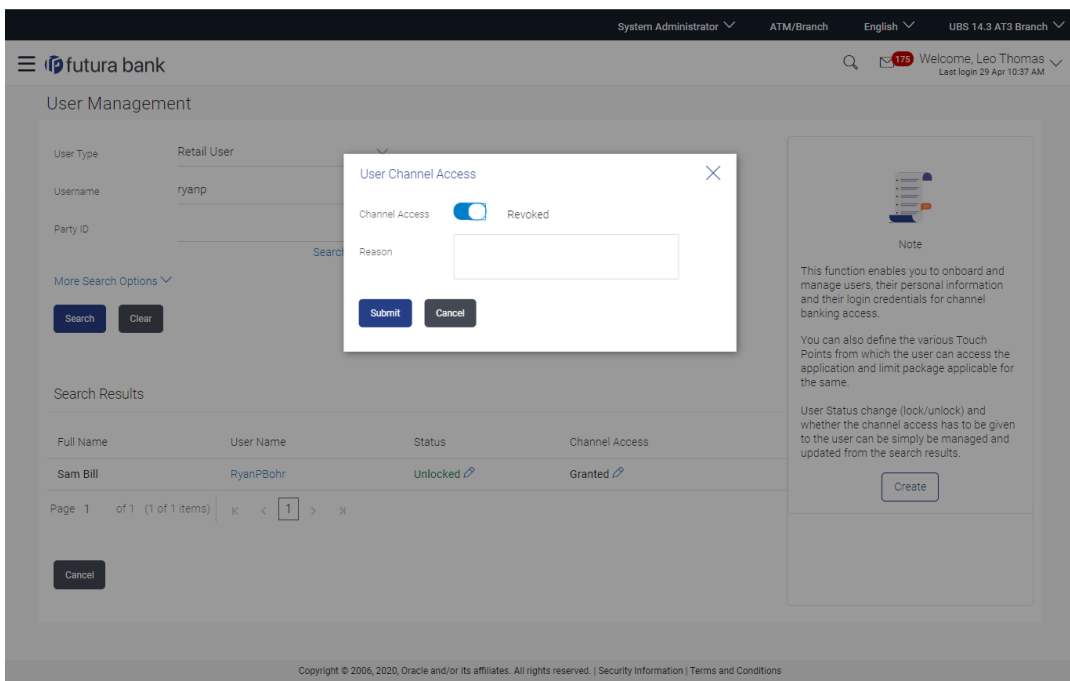 System Administrator ATM/Branch English UBS 14.3 AT3 Branch
futura bank
175
Welcome, Leo Thomas
Last login 29 Apr 10:37 AM
User Management
User Type Retail User
Username ryanp
Party ID
Search
More Search Options
Search Clear
User Channel Access
Channel Access Revoked
Reason
Submit Cancel
Note
This function enables you to onboard and
manage users, their personal information
and their login credentials for channel
banking access.
You can also define the various Touch
Points from which the user can access the
application and limit package applicable for
the same.
User Status change (lock/unlock) and
whether the channel access has to be given
to the user can be simply be managed and
updated from the search results.
Create
Search Results
Full Name User Name Status Channel Access
Sam Bill RyanPBohr Unlocked Granted
Page 1 of 1 (1 of 1 items) 1
Cancel
Copyright © 2006, 2020, Oracle and/or its affiliates. All rights reserved. | Security Information | Terms and Conditions